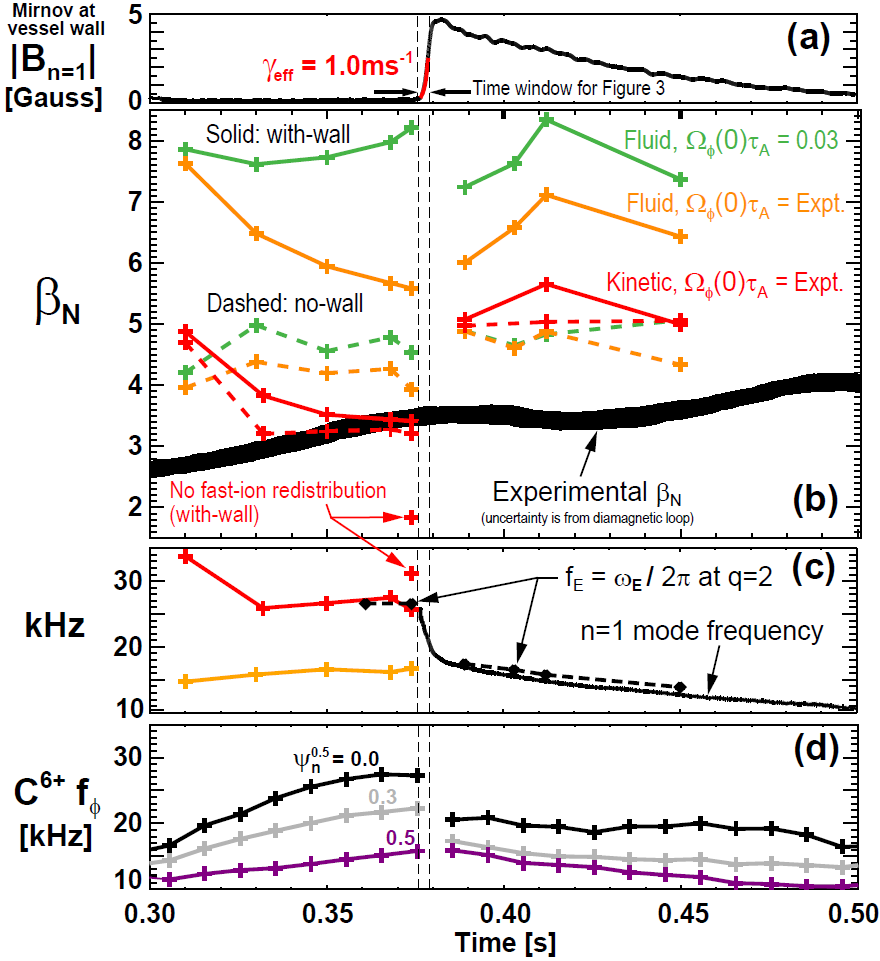 Mirnov at
vessel wall
|Bn=1|
[Gauss]
5
0
γeff = 1.0ms-1
Time window for Figure 3
(a)
βN
8
7
6
5
4
3
2
Solid: with-wall
Dashed: no-wall
Fluid, Ωϕ(0)τA = 0.03
Fluid, Ωϕ(0)τA = Expt.
Kinetic, Ωϕ(0)τA = Expt.
No fast-ion redistribution
(with-wall)
Experimental βN
(uncertainty is from diamagnetic loop)
(b)
kHz
30
20
10
fE = ωE / 2π at q=2
n=1 mode frequency
(c)
C6+ fϕ
[kHz]
30
20
10
ψn0.5 = 0.0
0.3
0.5
(d)
0.30 0.35 0.40 0.45 0.50
Time [s]